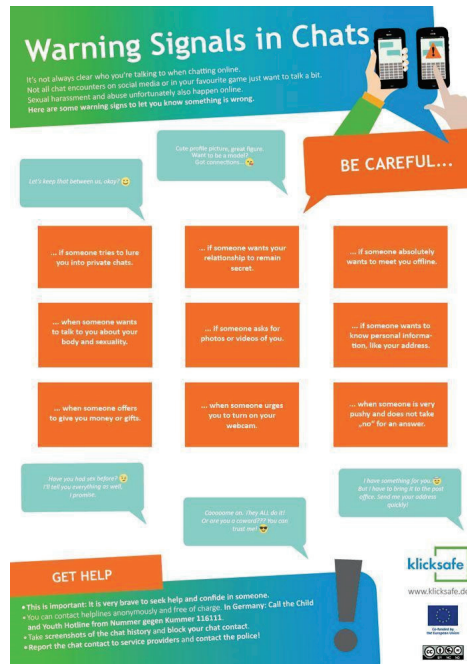 Warning Signals in Chats
It's not always clear who you're talking to when chatting online.
Not all chat encounters on social media or in your favourite game just want to talk a bit.
Sexual harassment and abuse unfortunately also happen online.
Here are some warning signs to let you know something is wrong.
Let's keep that between us, okay?
Cute profile picture, great figure.
Want to be a model?
Got connections...
BE CAREFUL...
... if someone tries to lure
you into private chats.
... if someone wants your
relationship to remain
secret.
... if someone absolutely
wants to meet you offline.
... when someone wants
to talk to you about your
body and sexuality.
... if someone asks for
photos or videos of you.
... if someone wants to
know personal informa-
tion, like your address.
... when someone offers
to give you money or gifts.
... when someone urges
you to turn on your
webcam.
... when someone is very
pushy and does not take
„no" for an answer.
Have you had sex before?
I'll tell you everything as well,
I promise.
Cooooome on. They ALL do it!
Or are you a coward??? You can
trust me!
I have something for you.
But I have to bring it to the post
office. Send me your address
quickly!
GET HELP
• This is important: It is very brave to seek help and confide in someone.
• You can contact helplines anonymously and free of charge. In Germany: Call the Child
and Youth Hotline from Nummer gegen Kummer 116111.
• Take screenshots of the chat history and block your chat contact.
• Report the chat contact to service providers and contact the police!
klicksafe
www.klicksafe.de
Co-funded by
the European Union